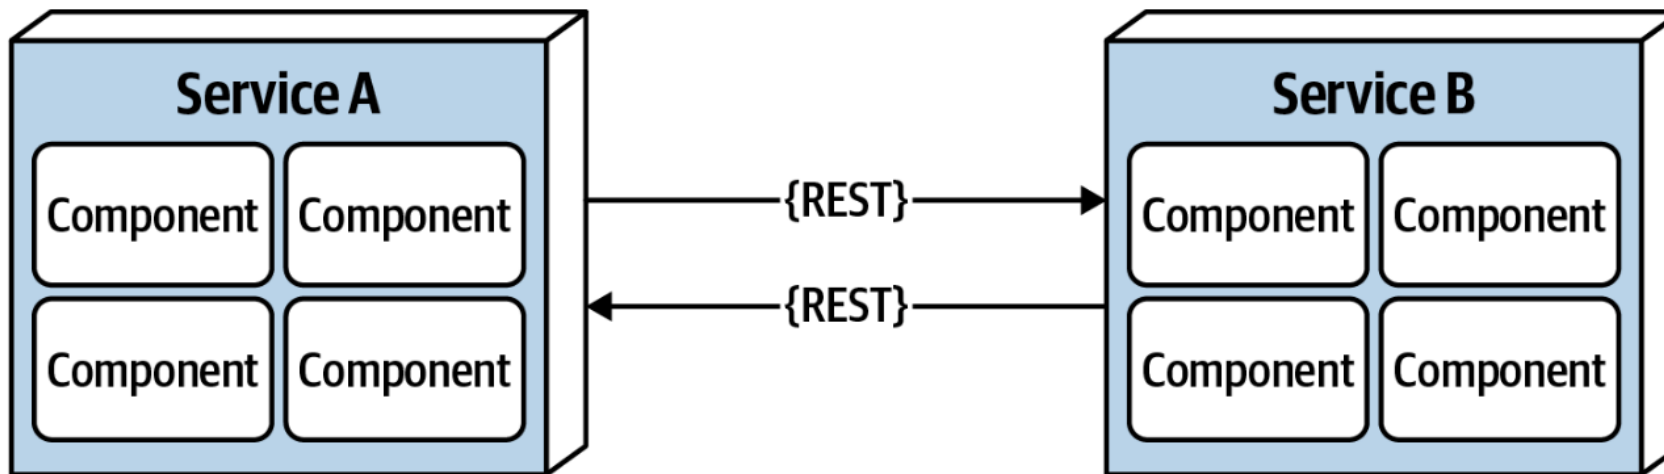 Service A
Component
Component
Component
Component
{REST}
{REST}
Service B
Component
Component
Component
Component